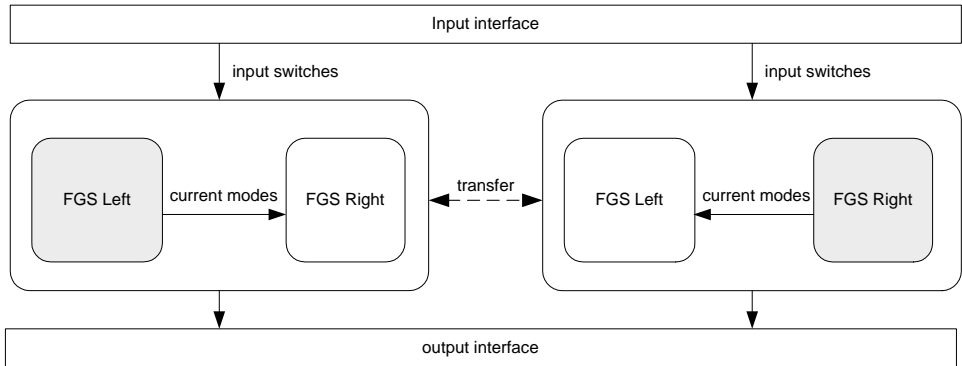 Input interface
input switches
input switches
FGS Left
current modes
FGS Right
transfer
FGS Left
current modes
FGS Right
output interface